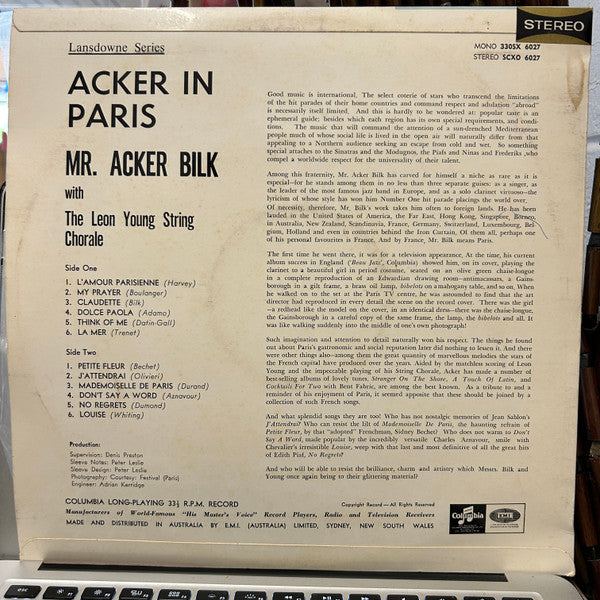 STEREO
Lansdowne Series
MONO 330SX 6027
STEREO SCXO 6027
ACKER IN
PARIS
MR. ACKER BILK
with
The Leon Young String
Chorale
Side One
1. L'AMOUR PARISIENNE (Harvey)
2. MY PRAYER (Boulanger)
3. CLAUDETTE (Bilk)
4. DOLCE PAOLA (Adamo)
5. THINK OF ME (Datin-Gall)
6. LA MER (Trenet)
Side Two
1. PETITE FLEUR (Bechet)
2. J'ATTENDRAI (Olivieri)
3. MADEMOISELLE DE PARIS (Durand)
4. DON'T SAY A WORD (Aznavour)
5. NO REGRETS (Dumond)
6. LOUISE (Whiting)
Production:
Supervision: Denis Preston
Sleeve Notes: Peter Leslie
Sleeve Design: Peter Leslie
Photography: Courtesy: Festival (Paris)
Engineer: Adrian Kerridge
Good music is international. The select coterie of stars who transcend the limitations
of the hit parades of their home countries and command respect and adulation "abroad"
is necessarily itself limited. And this is hardly to be wondered at: popular taste is an
ephemeral guide; besides which each region has its own special requirements, and condi-
tions. The music that will command the attention of a sun-drenched Mediterranean
people much of whose social life is lived in the open air will naturally differ from that
appealing to a Northern audience seeking an escape from cold and wet. So something
special attaches to the Sinatras and the Modugnos, the Piafs and Ninas and Frederiks ,who
compel a worldwide respect for the universality of their talent.
Among this fraternity, Mr. Acker Bilk has carved for himself a niche as rare as it is
especial—for he stands among them in no less than three separate guises: as a singer, as
the leader of the most famous jazz band in Europe, and as a solo clarinet virtuoso—the
lyricism of whose style has won him Number One hit parade placings the world over.
Of necessity, therefore, Mr. Bilk's work takes him often to foreign lands. He has been
lauded in the United States of America, the Far East, Hong Kong, Singapore, Borneo,
in Australia, New Zealand, Scandinavia, France, Germany, Switzerland, Luxembourg, Bel
gium, Holland and even in countries behind the Iron Curtain. Of them all, perhaps one
of his personal favourites is France. And by France, Mr. Bilk means Paris.
The first time he went there, it was for a television appearance. At the time, his current
album success in England ('Beau Jazz', Columbia) showed him, on its cover, playing the
clarinet to a beautiful girl in period costume, seated on an olive green chaise-longue
in a complete reproduction of an Edwardian drawing room—antimacassars, a Gains-
borough in a gilt frame, a brass oil lamp, bibelots on a mahogany table, and so on. When
he walked on to the set at the Paris TV centre, he was astounded to find that the art
director had reproduced in every detail the scene on the record cover. There was the girl
—a redhead like the model on the cover, in an identical dress—there was the chaise-longue,
the Gainsborough in a careful copy of the same frame, the lamp, the bibelots and all. It
was like walking suddenly into the middle of one's own photograph!
Such imagination and attention to detail naturally won his respect. The things he found
out about Paris's gastronomic and social reputation later did nothing to lessen it. And there
were other things also—among them the great quantity of marvellous melodies the stars of
the French capital have produced over the years. Aided by the matchless scoring of Leon
Young and the impeccable playing of his String Chorale, Acker has made a number of
best-selling albums of lovely tunes. Stranger On The Shore, A Touch Of Latin, and
Cocktails For Two with Bent Fabric, are among the best known. As a tribute to and a
reminder of his enjoyment of Paris, it seemed apposite that these should be joined by a
collection of such French songs.
And what splendid songs they are too! Who has not nostalgic memories of Jean Sablon's
J'Attendrai? Who can resist the lilt of Mademoiselle De Paris, the haunting refrain of
Petite Fleur, by that "adopted" Frenchman, Sidney Bechet? Who does not warm to Don't
Say A Word, made popular by the incredibly versatile Charles Aznavour, smile with
Chevalier's irresistible Louise, weep with that last and most definitive of all the great hits
of Edith Piaf, No Regrets?
And who will be able to resist the brilliance, charm and artistry which Messrs. Bilk and
Young once again bring to their glittering material?
COLUMBIA LONG-PLAYING 33⅓ R.P.M. RECORD
Copyright Record — All Rights Reserved
Manufacturers of World-Famous "His Master's Voice" Record Players, Radio and Television Receivers
MADE AND DISTRIBUTED IN AUSTRALIA BY E.M.I. (AUSTRALIA) LIMITED, SYDNEY, NEW SOUTH WALES
Columbia
EMI
esc